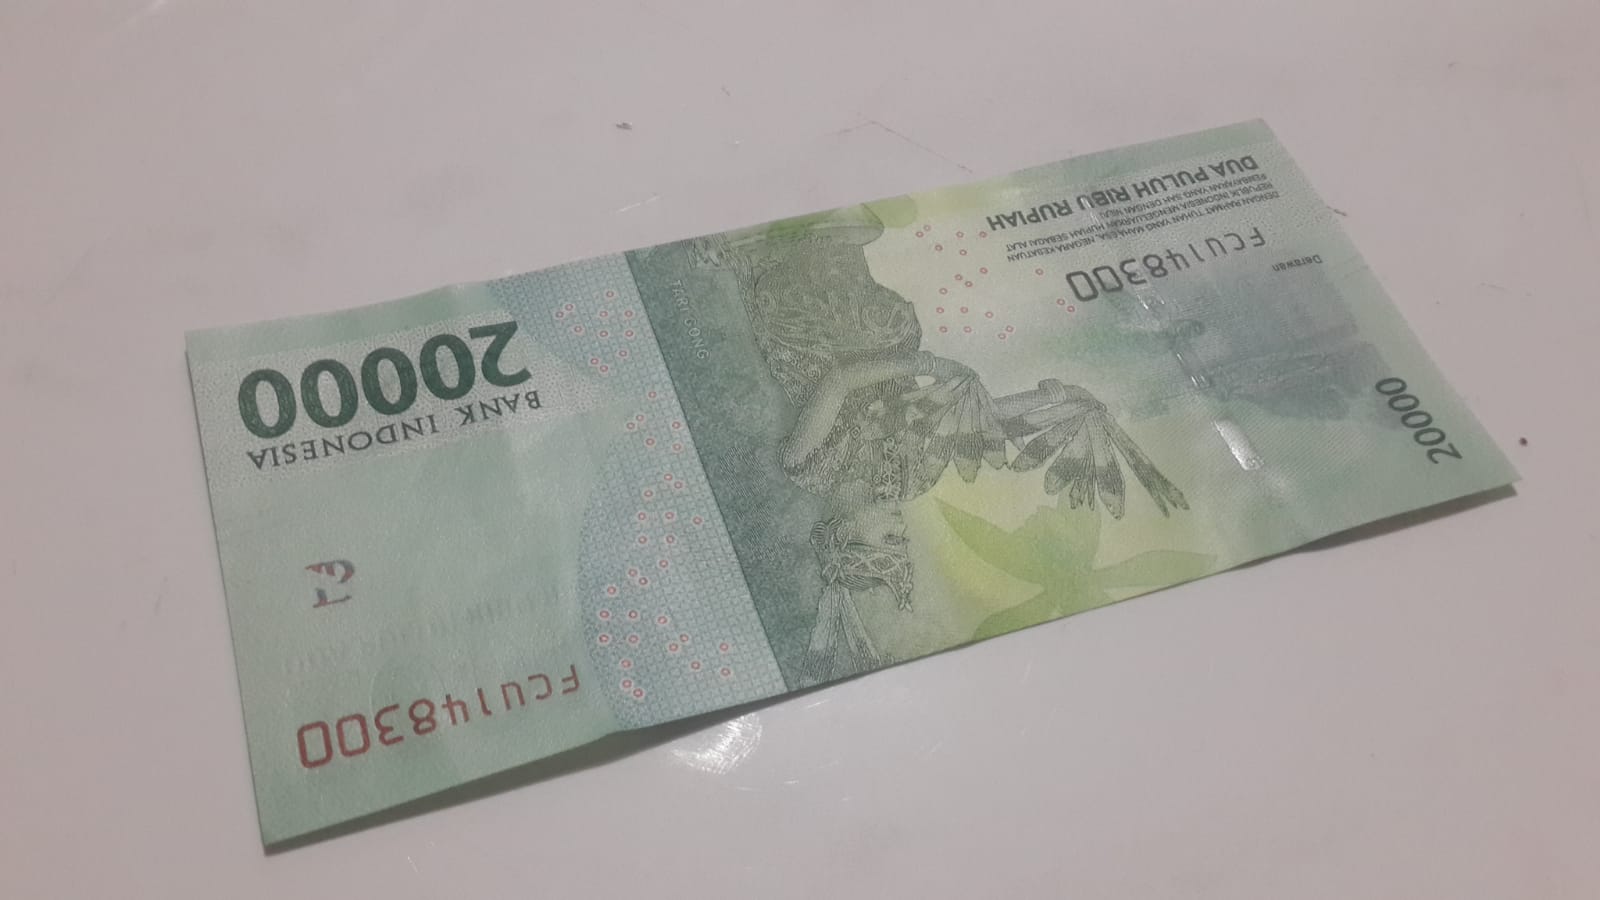 FCU148300
BANK INDONESIA
20000
TARI GONG
20000
Derawan
FCU148300
DENGAN RAHMAT TUHAN YANG MAHA ESA, NEGARA KESATUAN
REPUBLIK INDONESIA MENGELUARKAN RUPIAH SEBAGAI ALAT
PEMBAYARAN YANG SAH DENGAN NILAI
DUA PULUH RIBU RUPIAH